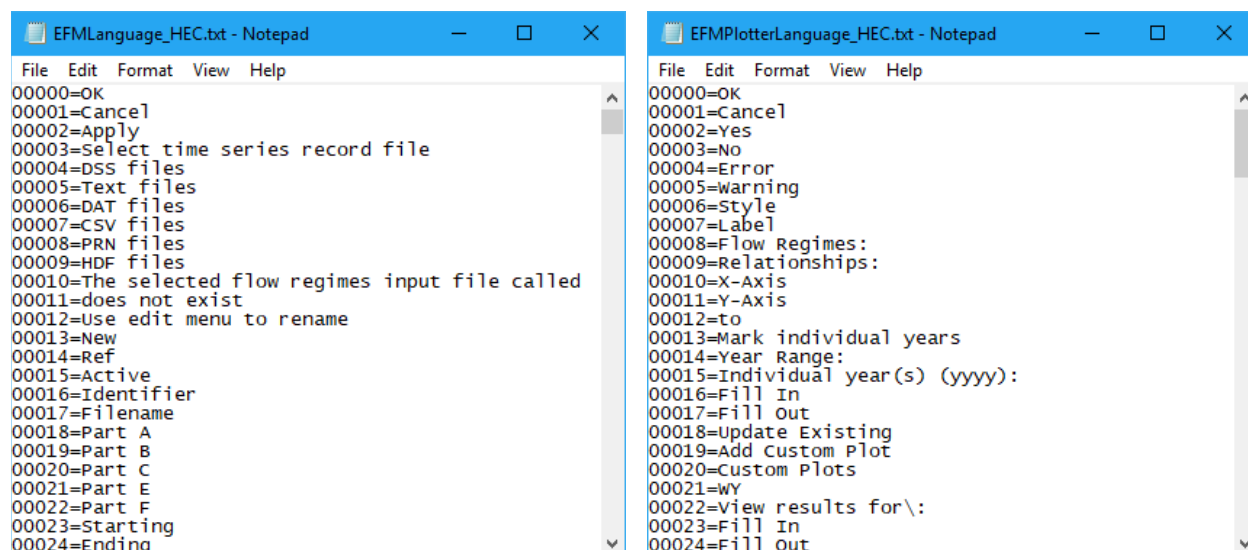 EFMLanguage_HEC.txt - Notepad
File Edit Format View Help
00000=OK
00001=Cancel
00002=Apply
00003=Select time series record file
00004=DSS files
00005=Text files
00006=DAT files
00007=CSV files
00008=PRN files
00009=HDF files
00010=The selected flow regimes input file called
00011=does not exist
00012=Use edit menu to rename
00013=New
00014=Ref
00015=Active
00016=Identifier
00017=Filename
00018=Part A
00019=Part B
00020=Part C
00021=Part E
00022=Part F
00023=Starting
00024=Ending
EFMPlotterLanguage_HEC.txt - Notepad
File Edit Format View Help
00000=OK
00001=Cancel
00002=Yes
00003=No
00004=Error
00005=Warning
00006=Style
00007=Label
00008=Flow Regimes:
00009=Relationships:
00010=X-Axis
00011=Y-Axis
00012=to
00013=Mark individual years
00014=Year Range:
00015=Individual year(s) (yyyy):
00016=Fill In
00017=Fill Out
00018=Update Existing
00019=Add Custom Plot
00020=Custom Plots
00021=WY
00022=View results for\:
00023=Fill In
00024=Fill Out